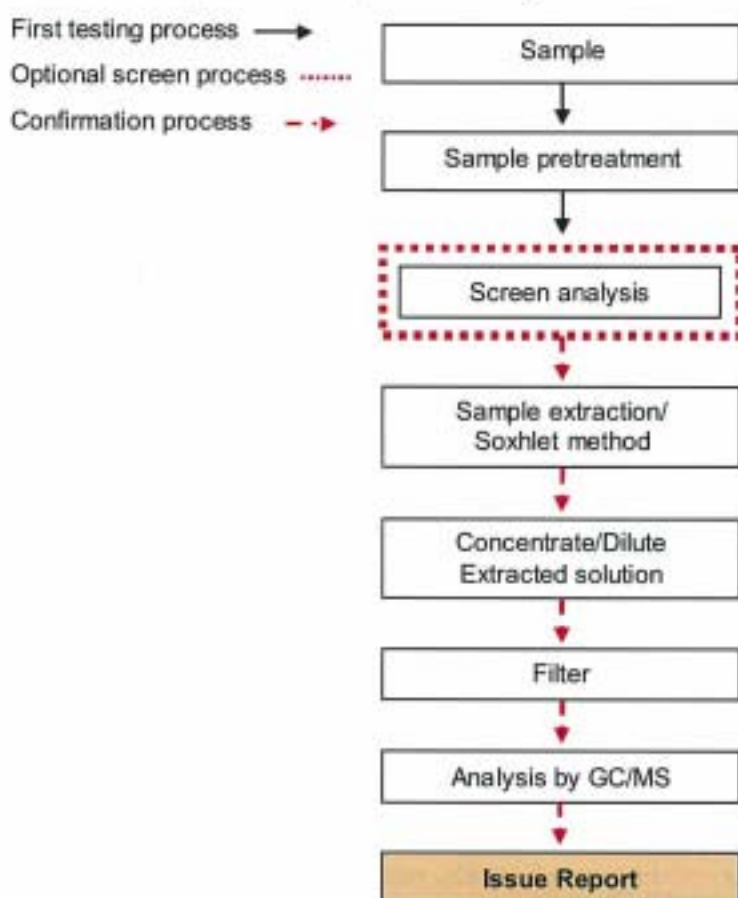 First testing process
Optional screen process
Confirmation process
Sample
Sample pretreatment
Screen analysis
Sample extraction/
Soxhlet method
Concentrate/Dilute
Extracted solution
Filter
Analysis by GC/MS
Issue Report